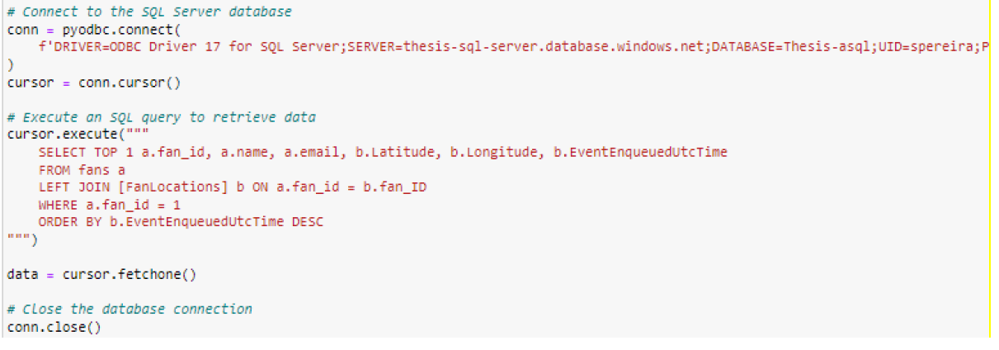 # Connect to the SQL Server database
conn = pyodbc.connect(
    f'DRIVER=ODBC Driver 17 for SQL Server;SERVER=thesis-sql-server.database.windows.net;DATABASE=Thesis-asql;UID=spereira;P
)
cursor = conn.cursor()

# Execute an SQL query to retrieve data
cursor.execute("""
    SELECT TOP 1 a.fan_id, a.name, a.email, b.Latitude, b.Longitude, b.EventEnqueuedUtcTime
    FROM fans a
    LEFT JOIN [FanLocations] b ON a.fan_id = b.fan_ID
    WHERE a.fan_id = 1
    ORDER BY b.EventEnqueuedUtcTime DESC
""")

data = cursor.fetchone()

# Close the database connection
conn.close()